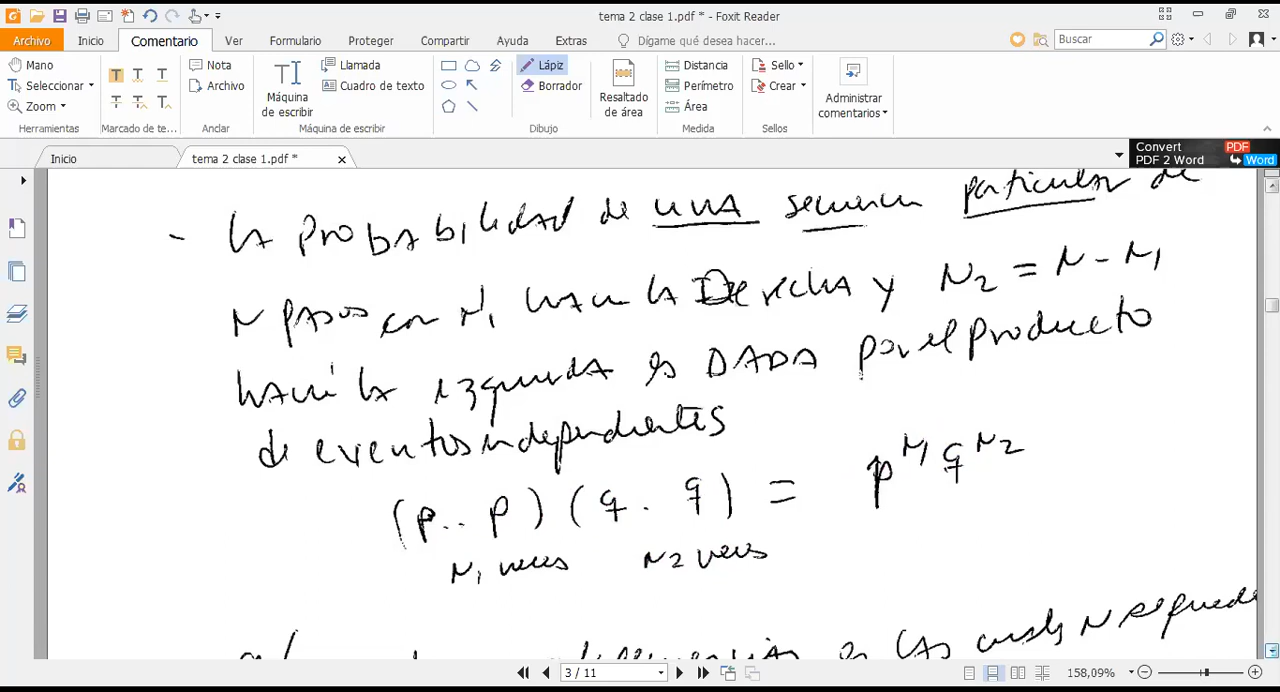 tema 2 clase 1.pdf * - Foxit Reader
Archivo Inicio Comentario Ver Formulario Proteger Compartir Ayuda Extras Dígame qué desea hacer... Buscar
Mano
Seleccionar
Zoom
Herramientas
Marcado de te...
Nota
Archivo
Anclar
Máquina de escribir
Llamada
Cuadro de texto
Máquina de escribir
Lápiz
Borrador
Dibujo
Resaltado de área
Distancia
Perímetro
Área
Medida
Sello
Crear
Sellos
Administrar comentarios
Inicio tema 2 clase 1.pdf *
Convert PDF
PDF 2 Word Word
- LA PRObAbilidAD de UNA secuencia particular de
N pasos con N1 hacia la Derecha y N2 = N - N1
hacia la izquierda es DADA por el producto
de eventos independientes
(p .. p) (q . q) = p^N1 q^N2
N1 veces N2 veces
en las cuales N se puede
3 / 11 158,09%